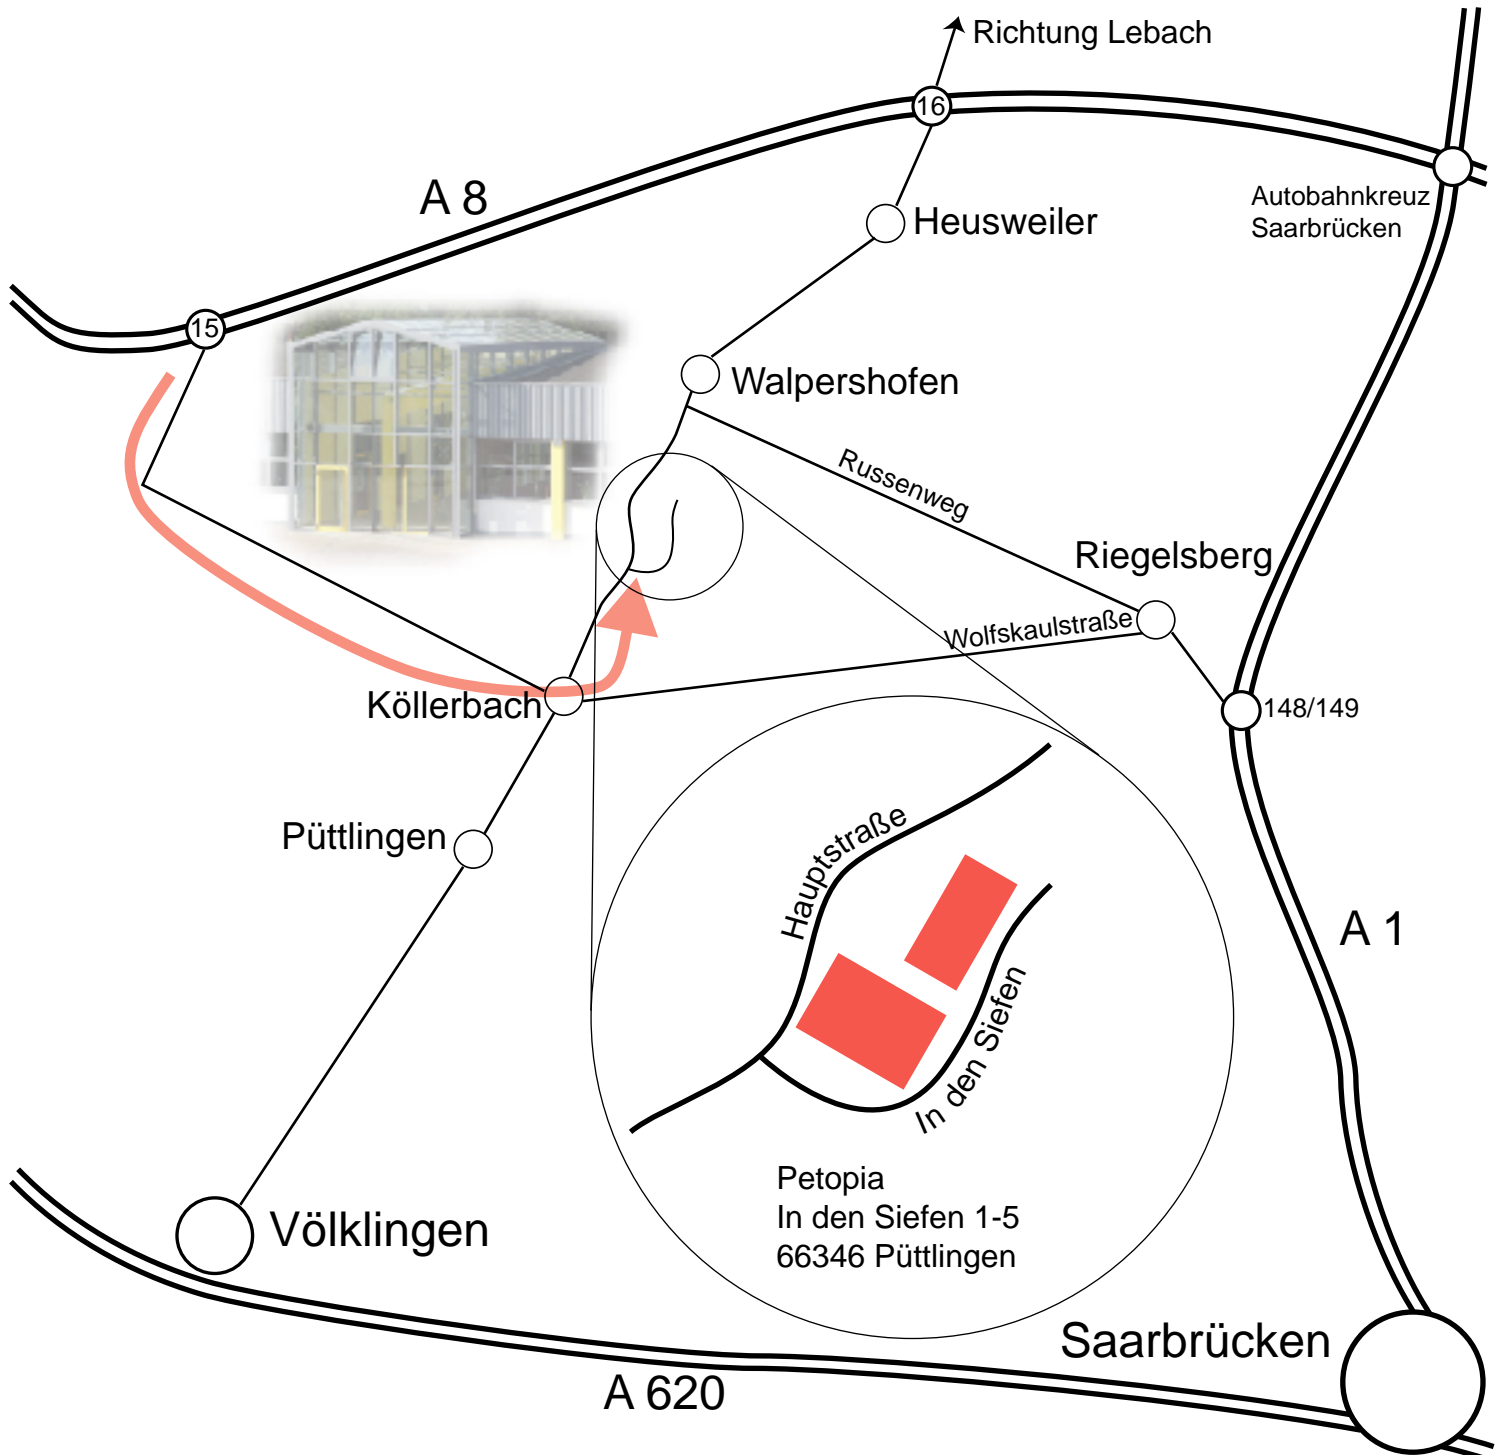 Richtung Lebach
16
A 8
Autobahnkreuz
Saarbrücken
Heusweiler
15
Walpershofen
Russenweg
Riegelsberg
Wolfskaulstraße
Köllerbach
148/149
Püttlingen
Hauptstraße
A 1
In den Siefen
Petopia
In den Siefen 1-5
66346 Püttlingen
Völklingen
Saarbrücken
A 620